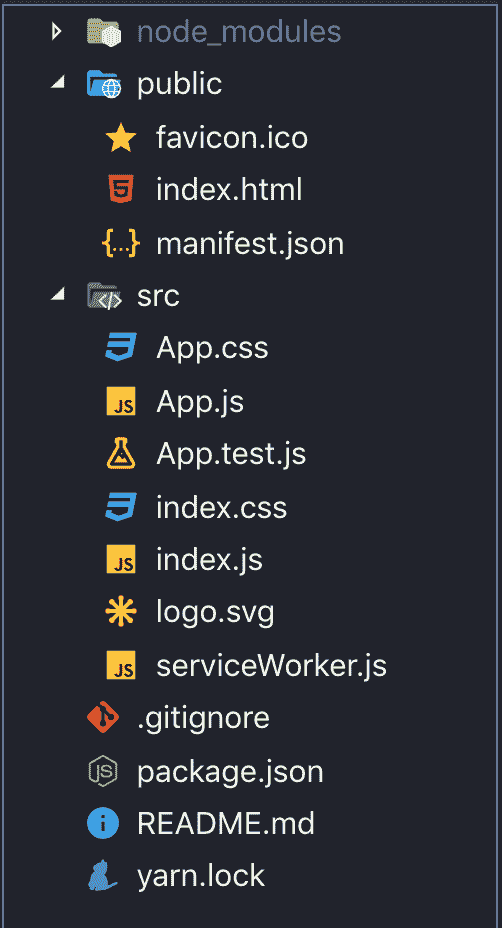 node_modules
public
favicon.ico
index.html
manifest.json
src
App.css
App.js
App.test.js
index.css
index.js
logo.svg
serviceWorker.js
.gitignore
package.json
README.md
yarn.lock